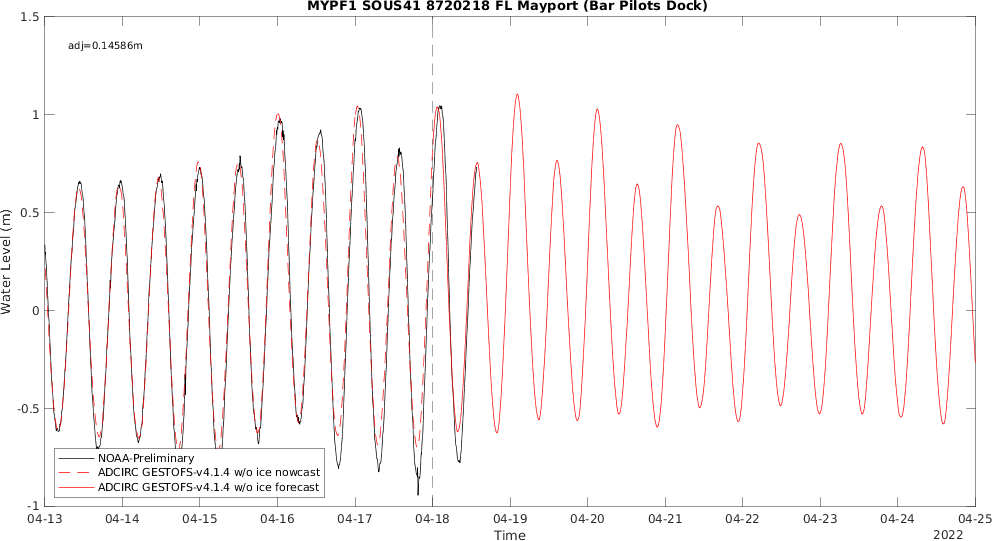 MYPF1 SOUS41 8720218 FL Mayport (Bar Pilots Dock)
1.5
1
0.5
0
-0.5
-1
Water Level (m)
adj=0.14586m
NOAA-Preliminary
ADCIRC GESTOFS-v4.1.4 w/o ice nowcast
ADCIRC GESTOFS-v4.1.4 w/o ice forecast
04-13 04-14 04-15 04-16 04-17 04-18 04-19 04-20 04-21 04-22 04-23 04-24 04-25
Time
2022